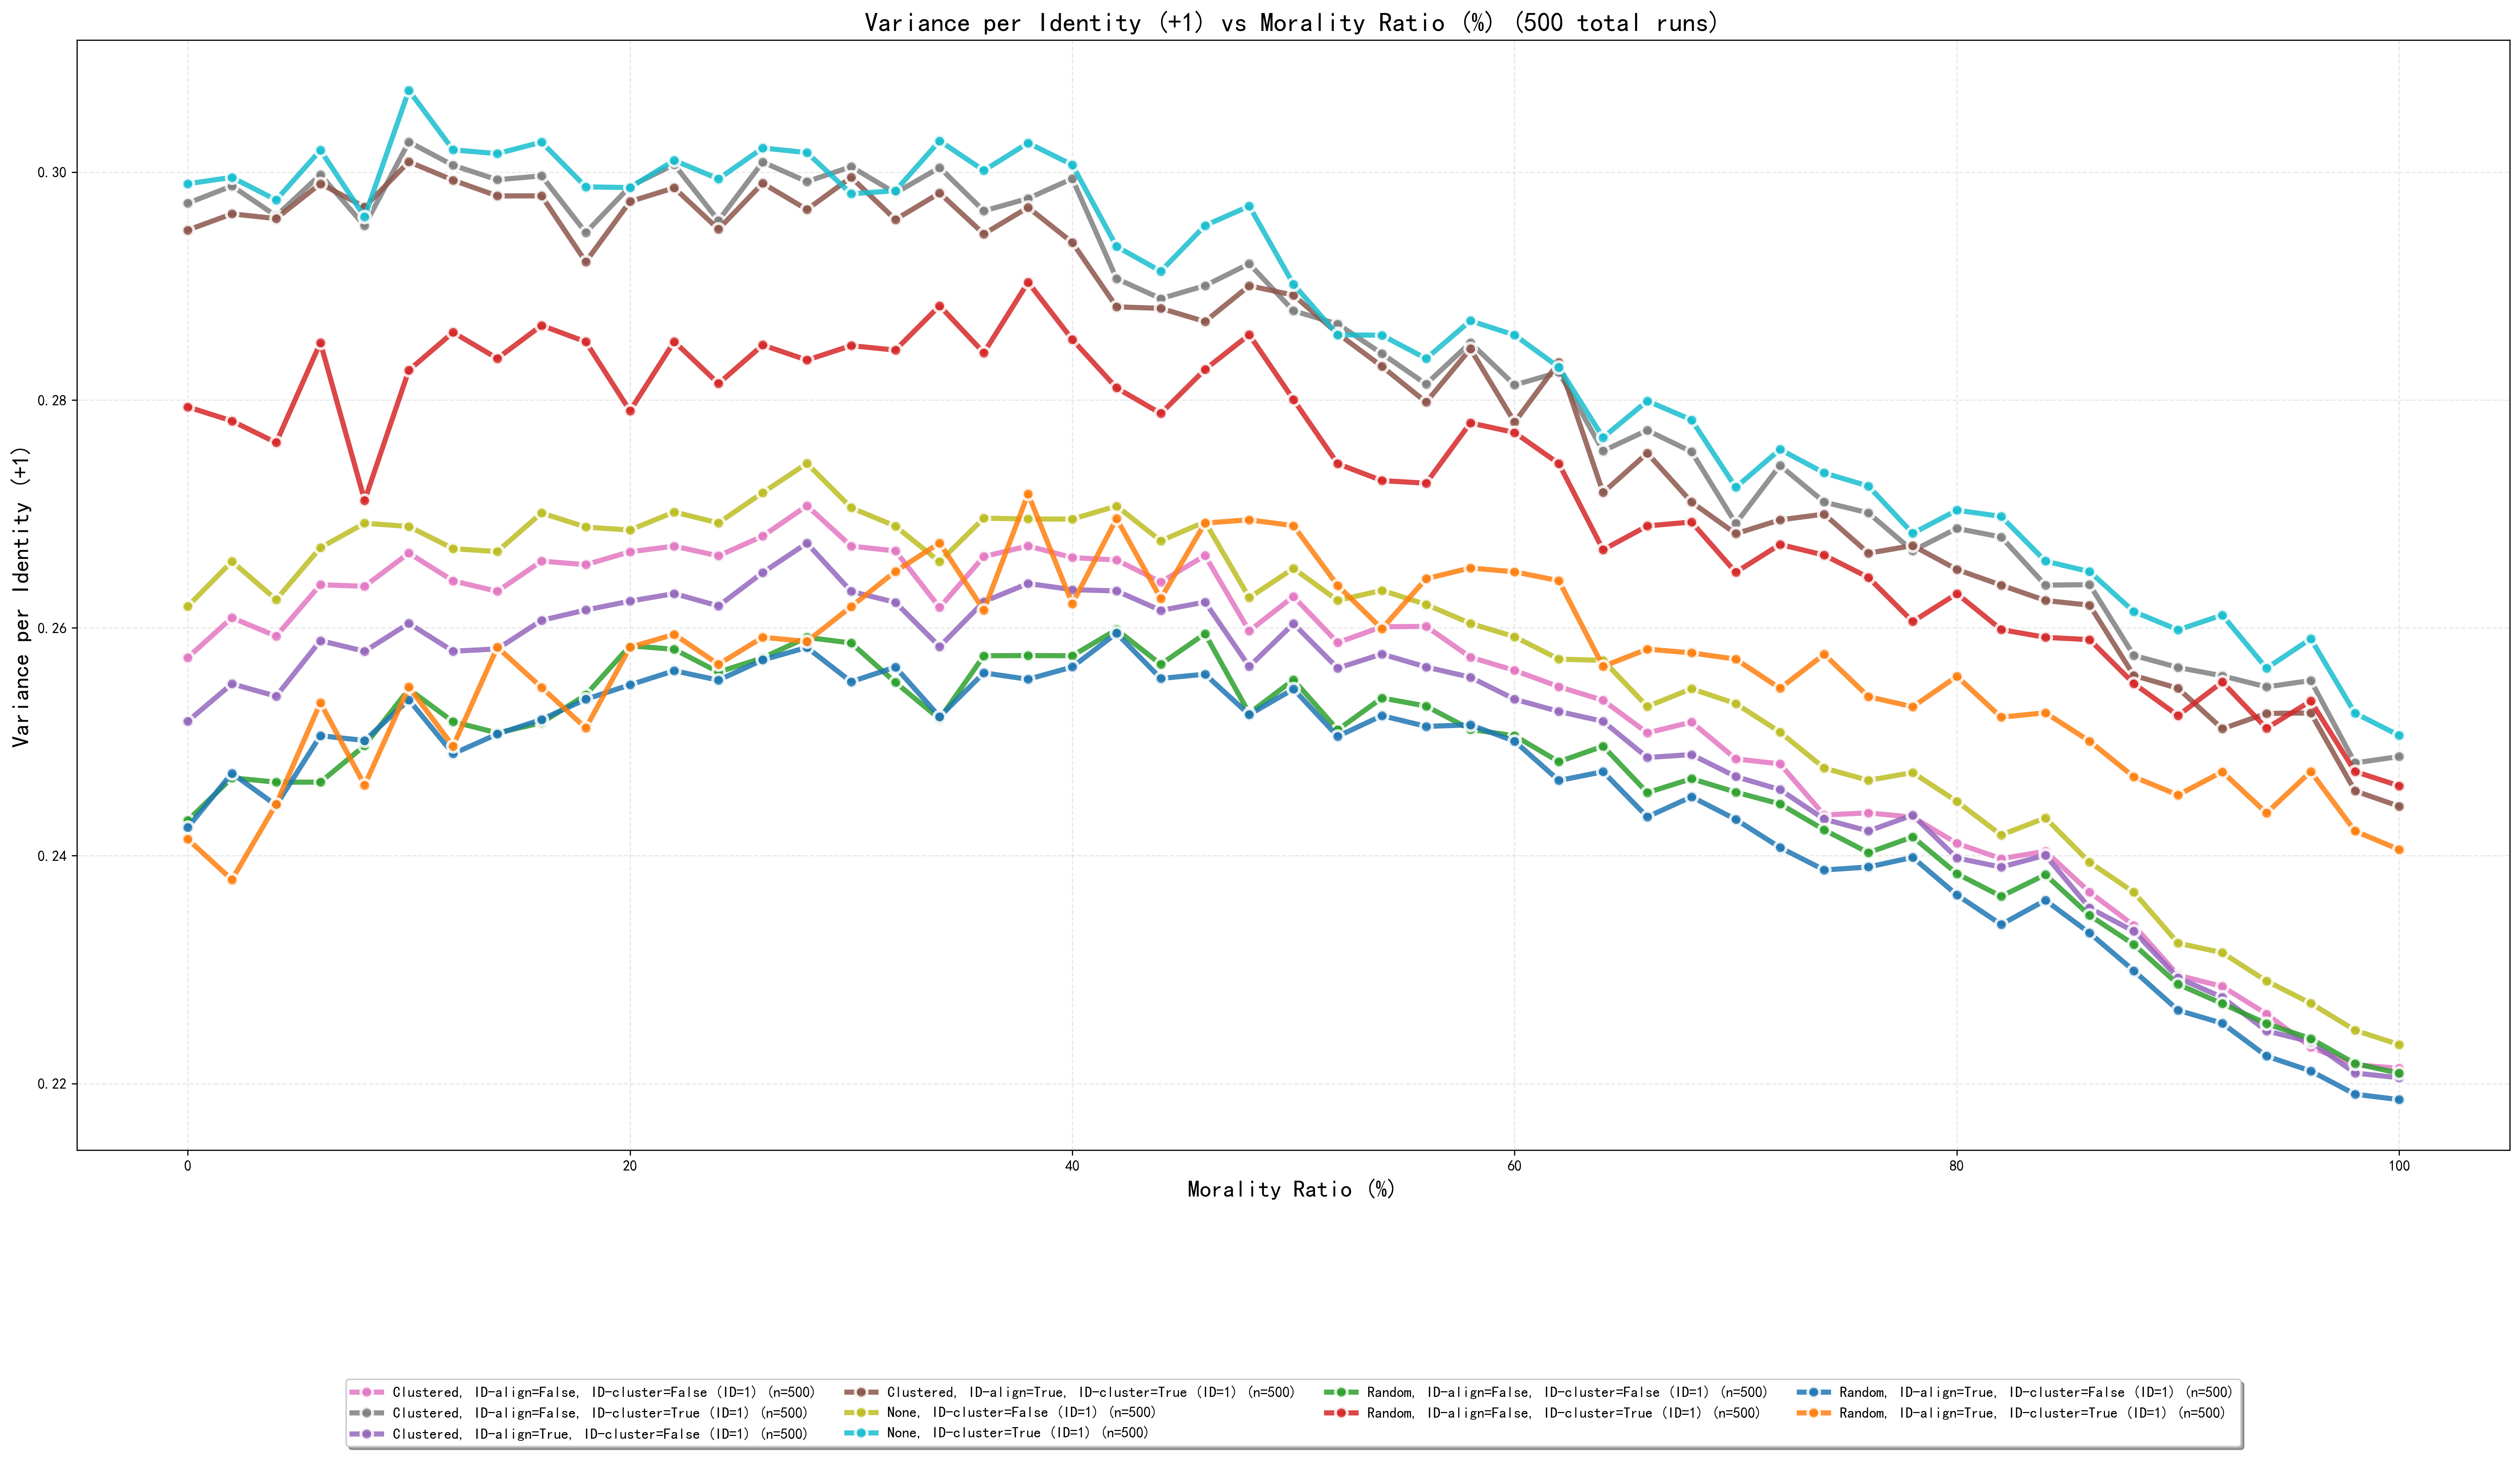 Variance per Identity (+1) vs Morality Ratio (%) (500 total runs)
Variance per Identity (+1)
0.30
0.28
0.26
0.24
0.22
0
20
40
60
80
100
Morality Ratio (%)
Clustered, ID-align=False, ID-cluster=False (ID=1) (n=500)
Clustered, ID-align=False, ID-cluster=True (ID=1) (n=500)
Clustered, ID-align=True, ID-cluster=False (ID=1) (n=500)
Clustered, ID-align=True, ID-cluster=True (ID=1) (n=500)
None, ID-cluster=False (ID=1) (n=500)
None, ID-cluster=True (ID=1) (n=500)
Random, ID-align=False, ID-cluster=False (ID=1) (n=500)
Random, ID-align=False, ID-cluster=True (ID=1) (n=500)
Random, ID-align=True, ID-cluster=False (ID=1) (n=500)
Random, ID-align=True, ID-cluster=True (ID=1) (n=500)